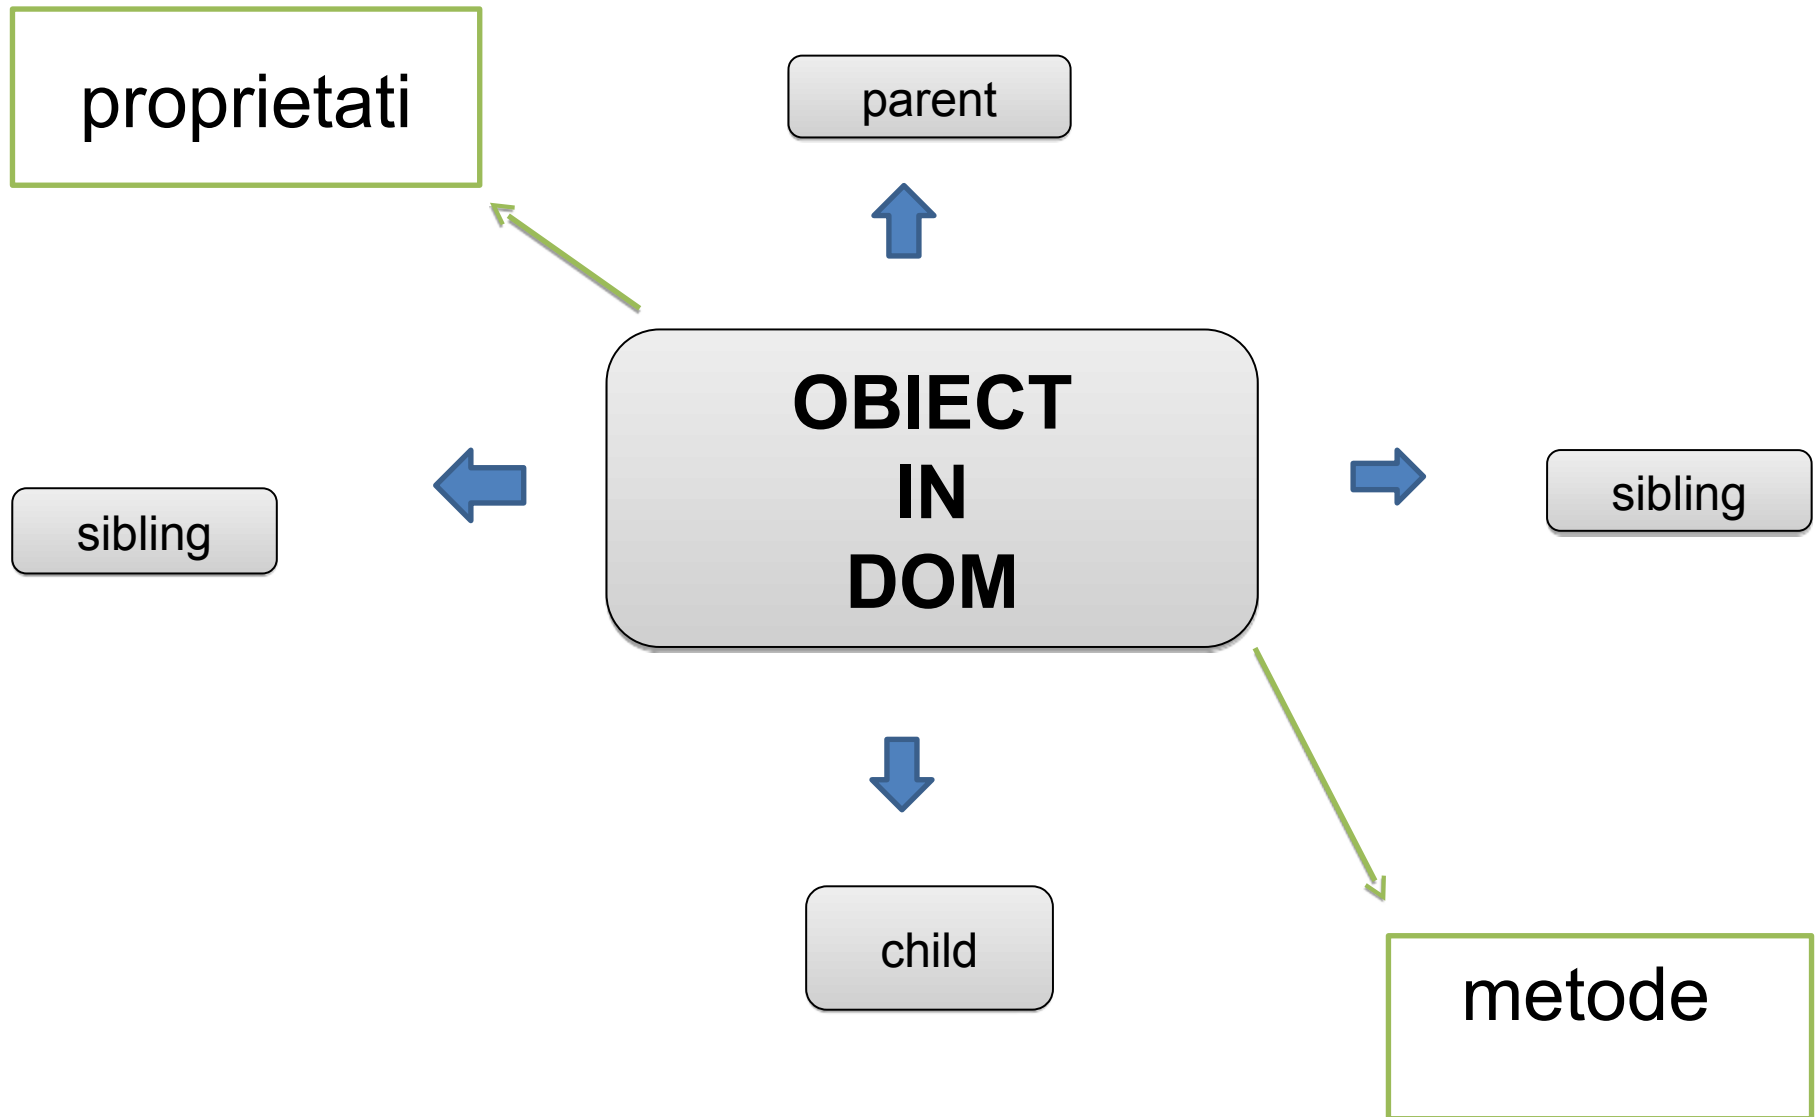 proprietati
parent
OBIECT
IN
DOM
sibling
sibling
child
metode